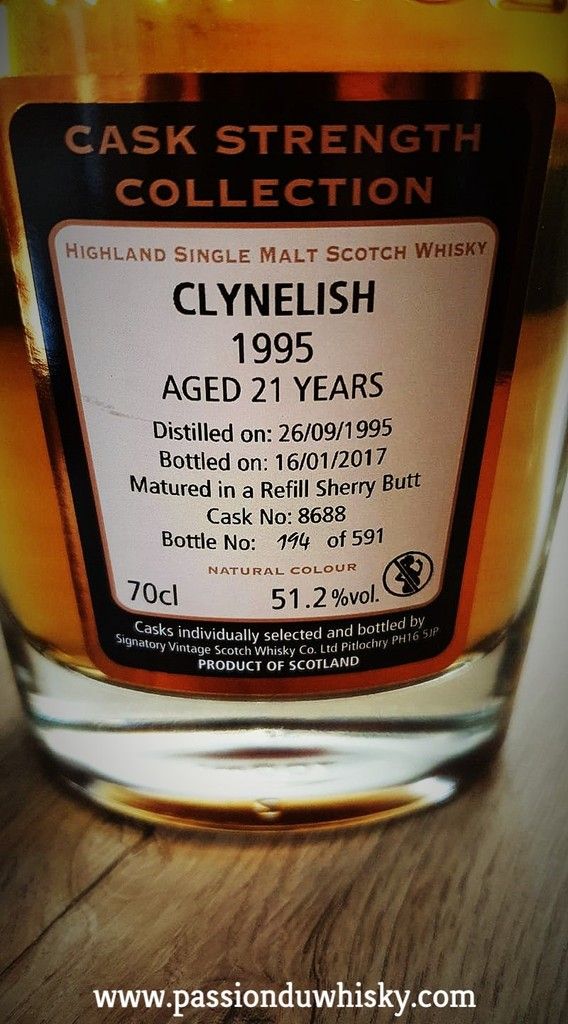 CASK STRENGTH
COLLECTION
HIGHLAND SINGLE MALT SCOTCH WHISKY
CLYNELISH
1995
AGED 21 YEARS
Distilled on: 26/09/1995
Bottled on: 16/01/2017
Matured in a Refill Sherry Butt
Cask No: 8688
Bottle No: 194 of 591
NATURAL COLOUR
70cl 51.2%vol.
Casks individually selected and bottled by
Signatory Vintage Scotch Whisky Co. Ltd Pitlochry PH16 5JP
PRODUCT OF SCOTLAND
www.passionduwhisky.com